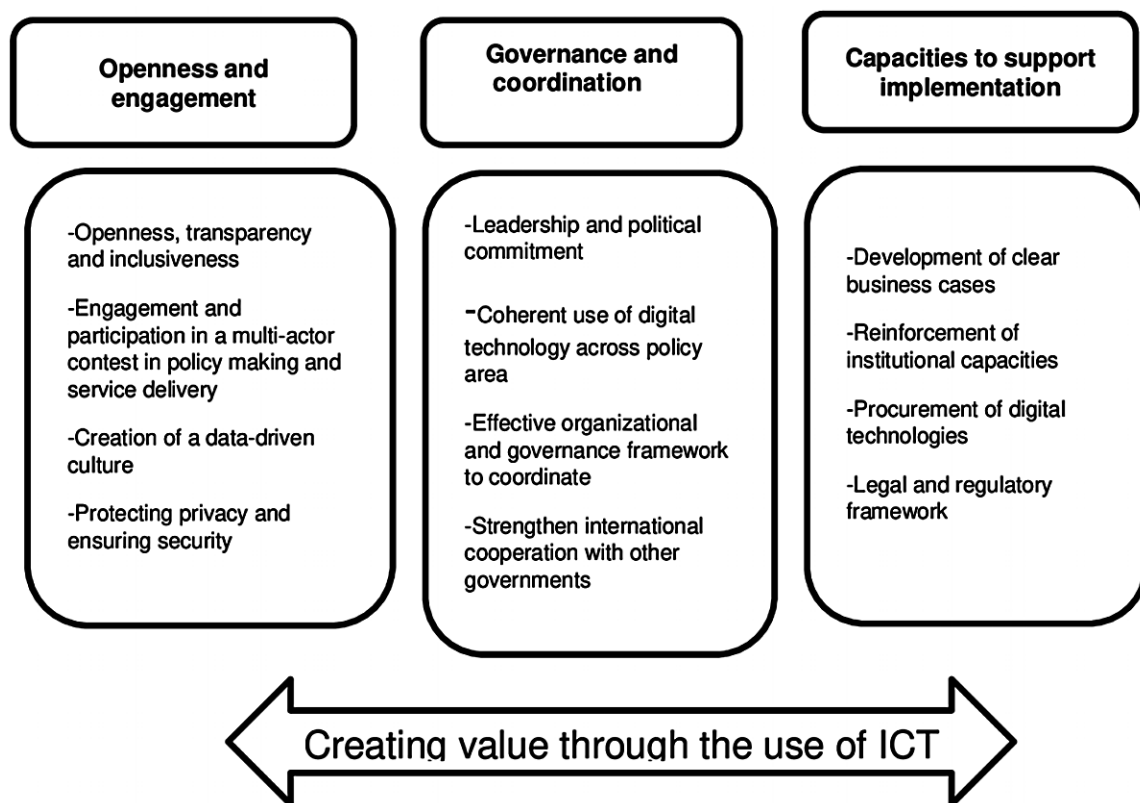 Openness and
engagement
Governance and
coordination
Capacities to support
implementation
-Openness, transparency
and inclusiveness
-Engagement and
participation in a multi-actor
contest in policy making and
service delivery
-Creation of a data-driven
culture
-Protecting privacy and
ensuring security
-Leadership and political
commitment
-Coherent use of digital
technology across policy
area
-Effective organizational
and governance framework
to coordinate
-Strengthen international
cooperation with other
governments
-Development of clear
business cases
-Reinforcement of
institutional capacities
-Procurement of digital
technologies
-Legal and regulatory
framework
Creating value through the use of ICT